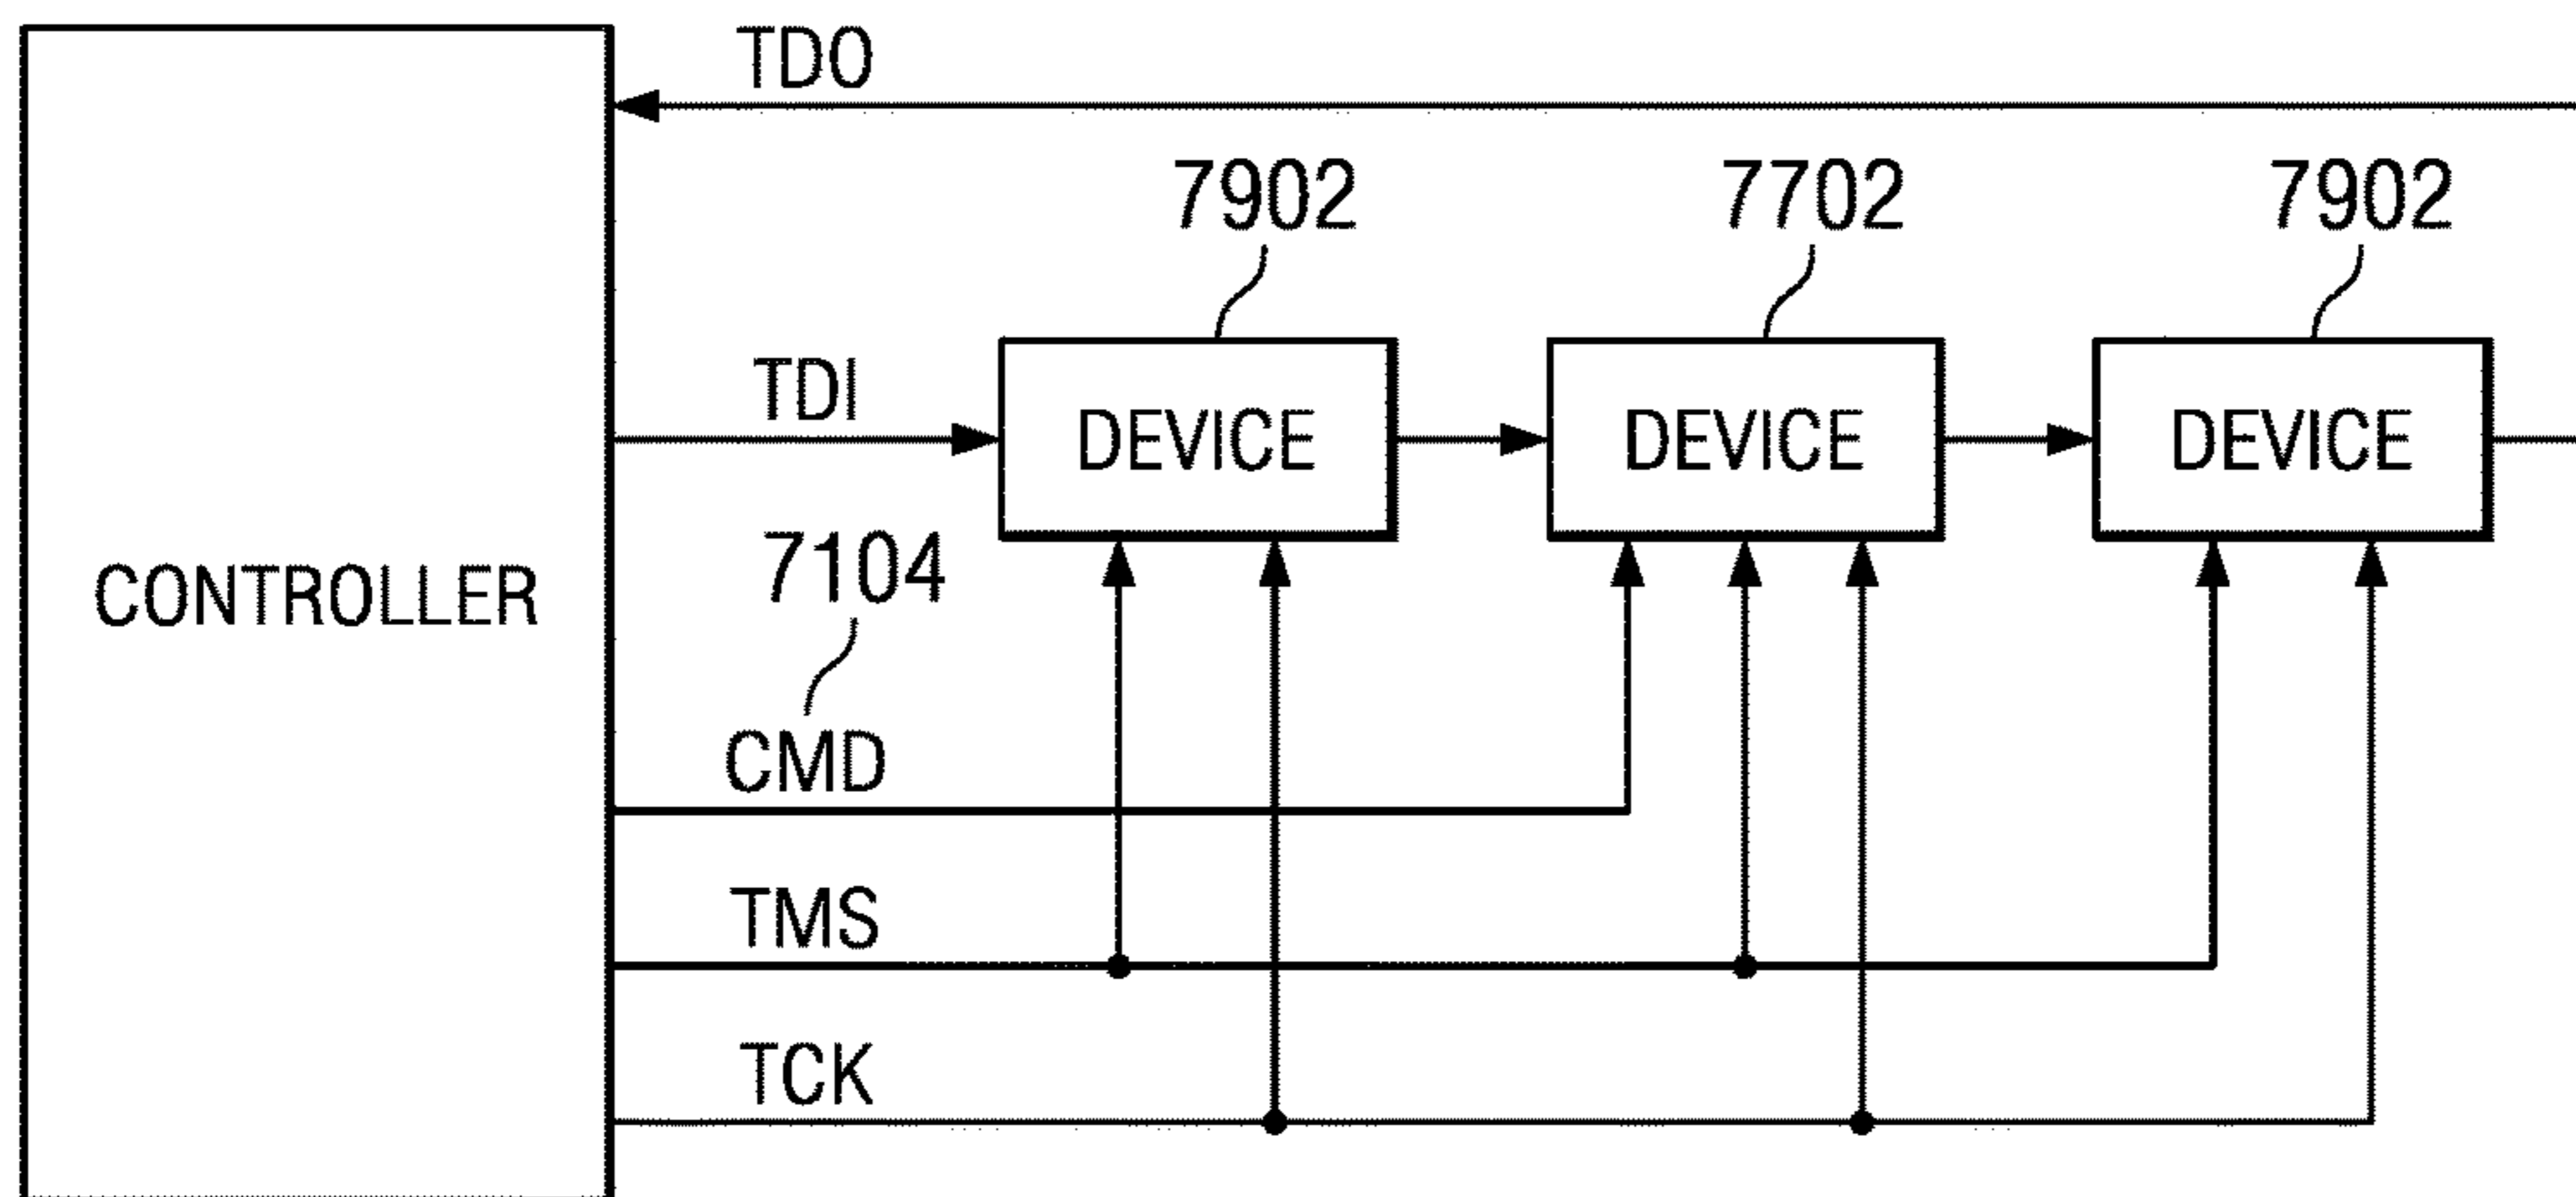 TDO
7902
7702
7902
TDI
DEVICE
DEVICE
DEVICE
7104
CONTROLLER
CMD
TMS
TCK